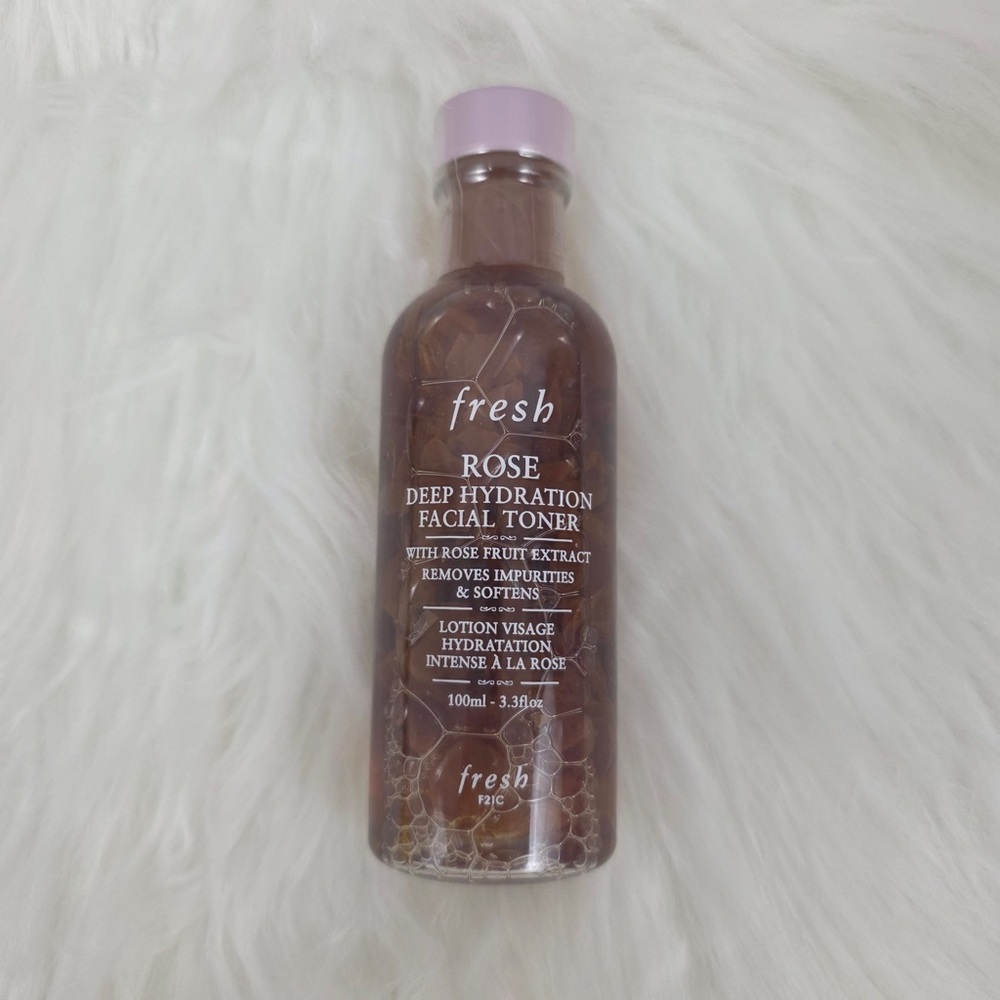 fresh
ROSE
DEEP HYDRATION
FACIAL TONER
WITH ROSE FRUIT EXTRACT
REMOVES IMPURITIES
& SOFTENS
LOTION VISAGE
HYDRATATION
INTENSE À LA ROSE
100ml - 3.3floz
fresh
F21C